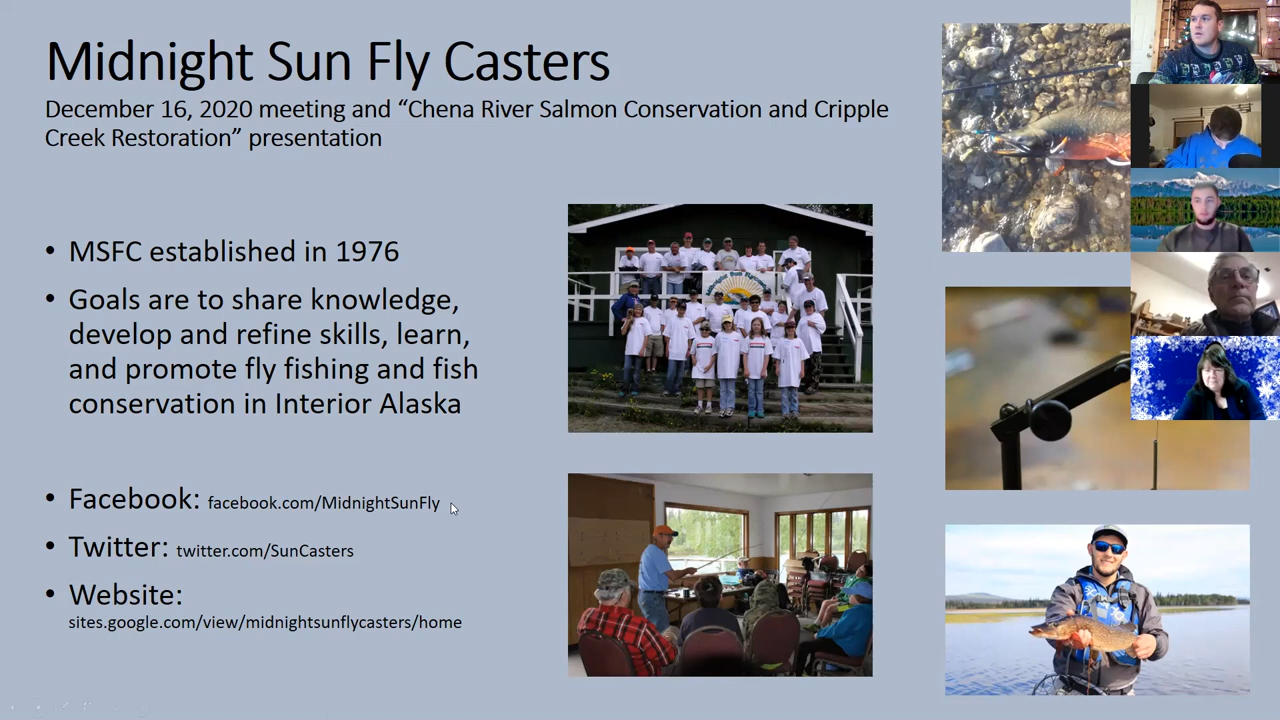 Midnight Sun Fly Casters
December 16, 2020 meeting and “Chena River Salmon Conservation and Cripple
Creek Restoration” presentation
• MSFC established in 1976
• Goals are to share knowledge,
develop and refine skills, learn,
and promote fly fishing and fish
conservation in Interior Alaska
• Facebook: facebook.com/MidnightSunFly
• Twitter: twitter.com/SunCasters
• Website:
sites.google.com/view/midnightsunflycasters/home